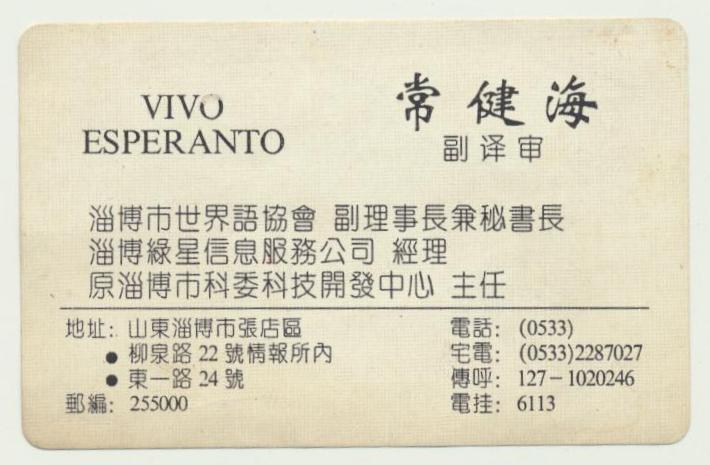 VIVO
ESPERANTO
常健海
副译审
淄博市世界語協會 副理事長兼秘書長
淄博綠星信息服務公司 經理
原淄博市科委科技開發中心 主任
地址: 山東淄博市張店區
● 柳泉路 22 號情報所內
● 東一路 24 號
郵編: 255000
電話: (0533)
宅電: (0533)2287027
傳呼: 127-1020246
電挂: 6113